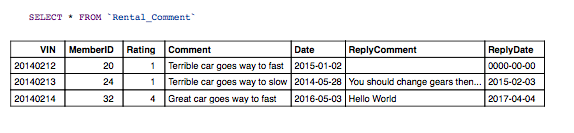 SELECT * FROM `Rental_Comment`
VIN MemberID Rating Comment Date ReplyComment ReplyDate
20140212 20 1 Terrible car goes way to fast 2015-01-02 0000-00-00
20140213 24 1 Terrible car goes way to slow 2014-05-28 You should change gears then... 2015-02-03
20140214 32 4 Great car goes way to fast 2016-05-03 Hello World 2017-04-04